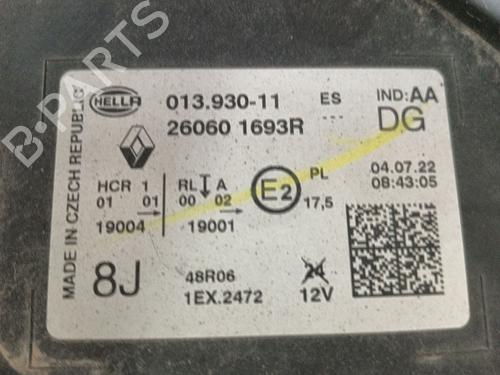 B-PARTS
MADE IN CZECH REPUBLIC
HELLA
013.930-11 ES IND:AA
26060 1693R --- DG
HCR 1 RL A
01 01 00 02
19004 19001
E2
PL
17,5
04.07.22
08:43:05
8J
48R06
1EX.2472
24
12V